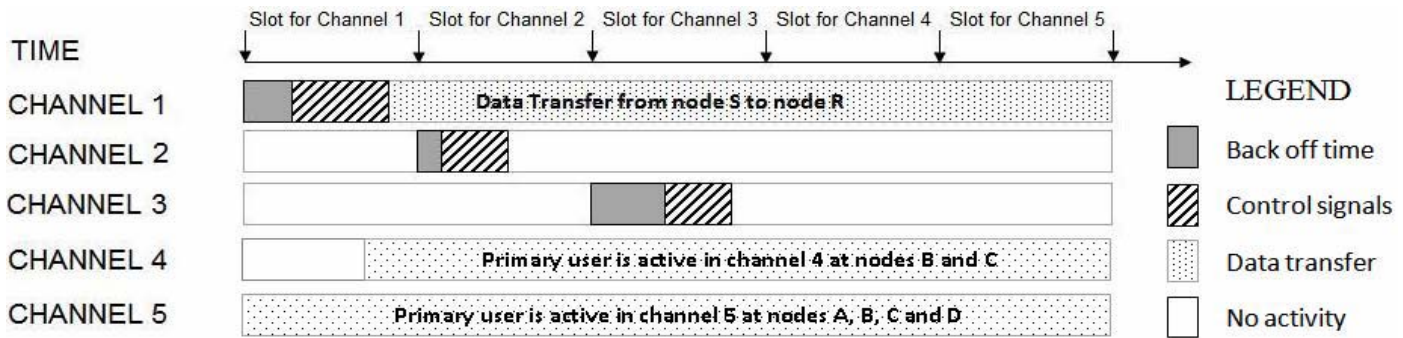 Slot for Channel 1 Slot for Channel 2 Slot for Channel 3 Slot for Channel 4 Slot for Channel 5
TIME
LEGEND
CHANNEL 1 Data Transfer from node S to node R
CHANNEL 2
Back off time
CHANNEL 3
Control signals
CHANNEL 4 Primary user is active in channel 4 at nodes B and C
Data transfer
CHANNEL 5 Primary user is active in channel 5 at nodes A, B, C and D
No activity